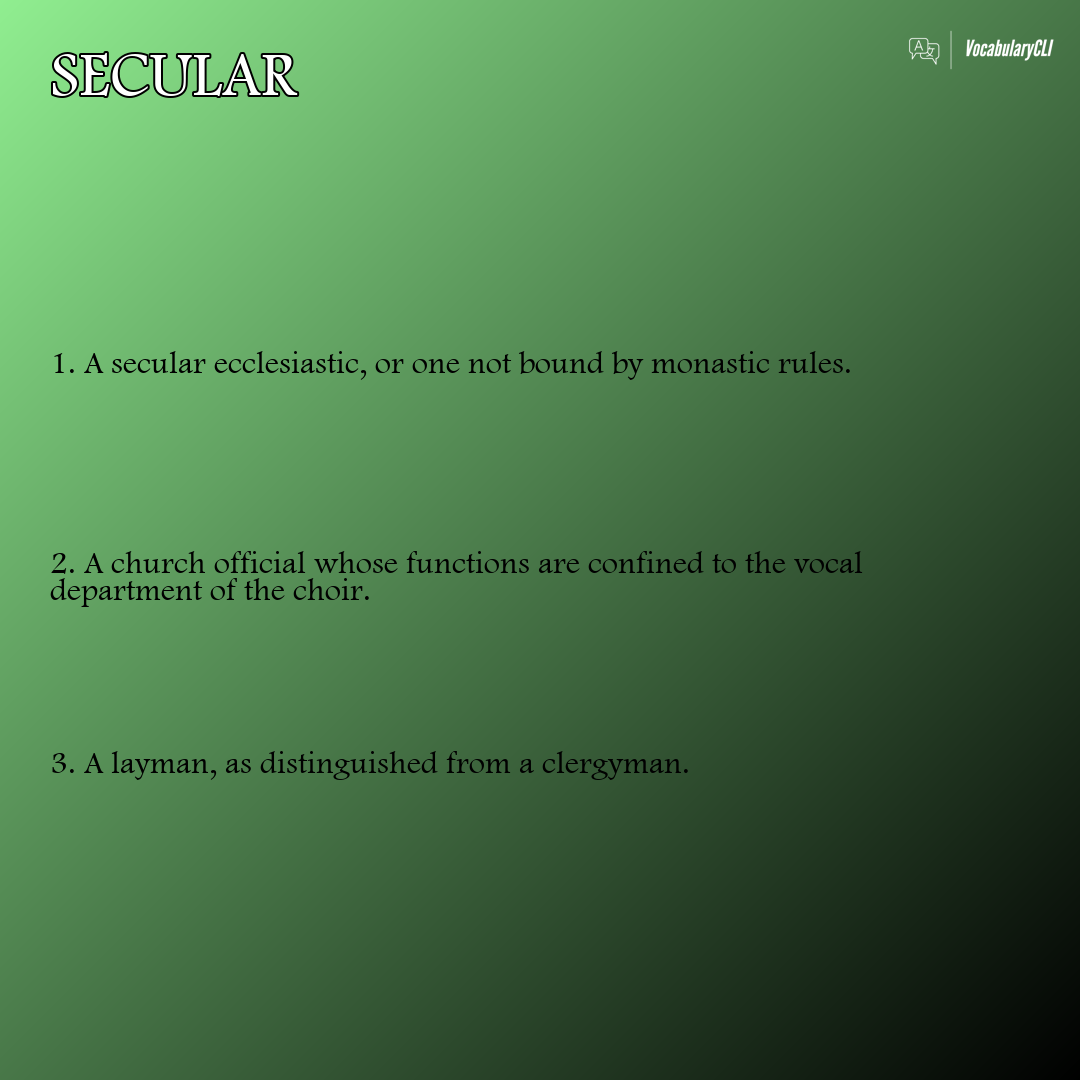 SECULAR
VocabularyCLI
1. A secular ecclesiastic, or one not bound by monastic rules.
2. A church official whose functions are confined to the vocal
department of the choir.
3. A layman, as distinguished from a clergyman.